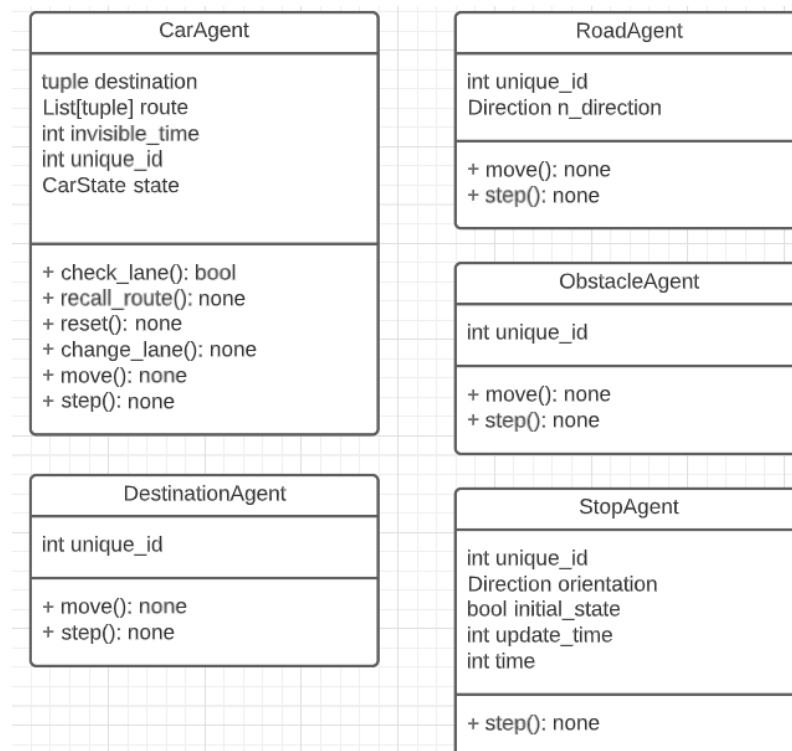 CarAgent
tuple destination
List[tuple] route
int invisible_time
int unique_id
CarState state
+ check_lane(): bool
+ recall_route(): none
+ reset(): none
+ change_lane(): none
+ move(): none
+ step(): none
DestinationAgent
int unique_id
+ move(): none
+ step(): none
RoadAgent
int unique_id
Direction n_direction
+ move(): none
+ step(): none
ObstacleAgent
int unique_id
+ move(): none
+ step(): none
StopAgent
int unique_id
Direction orientation
bool initial_state
int update_time
int time
+ step(): none